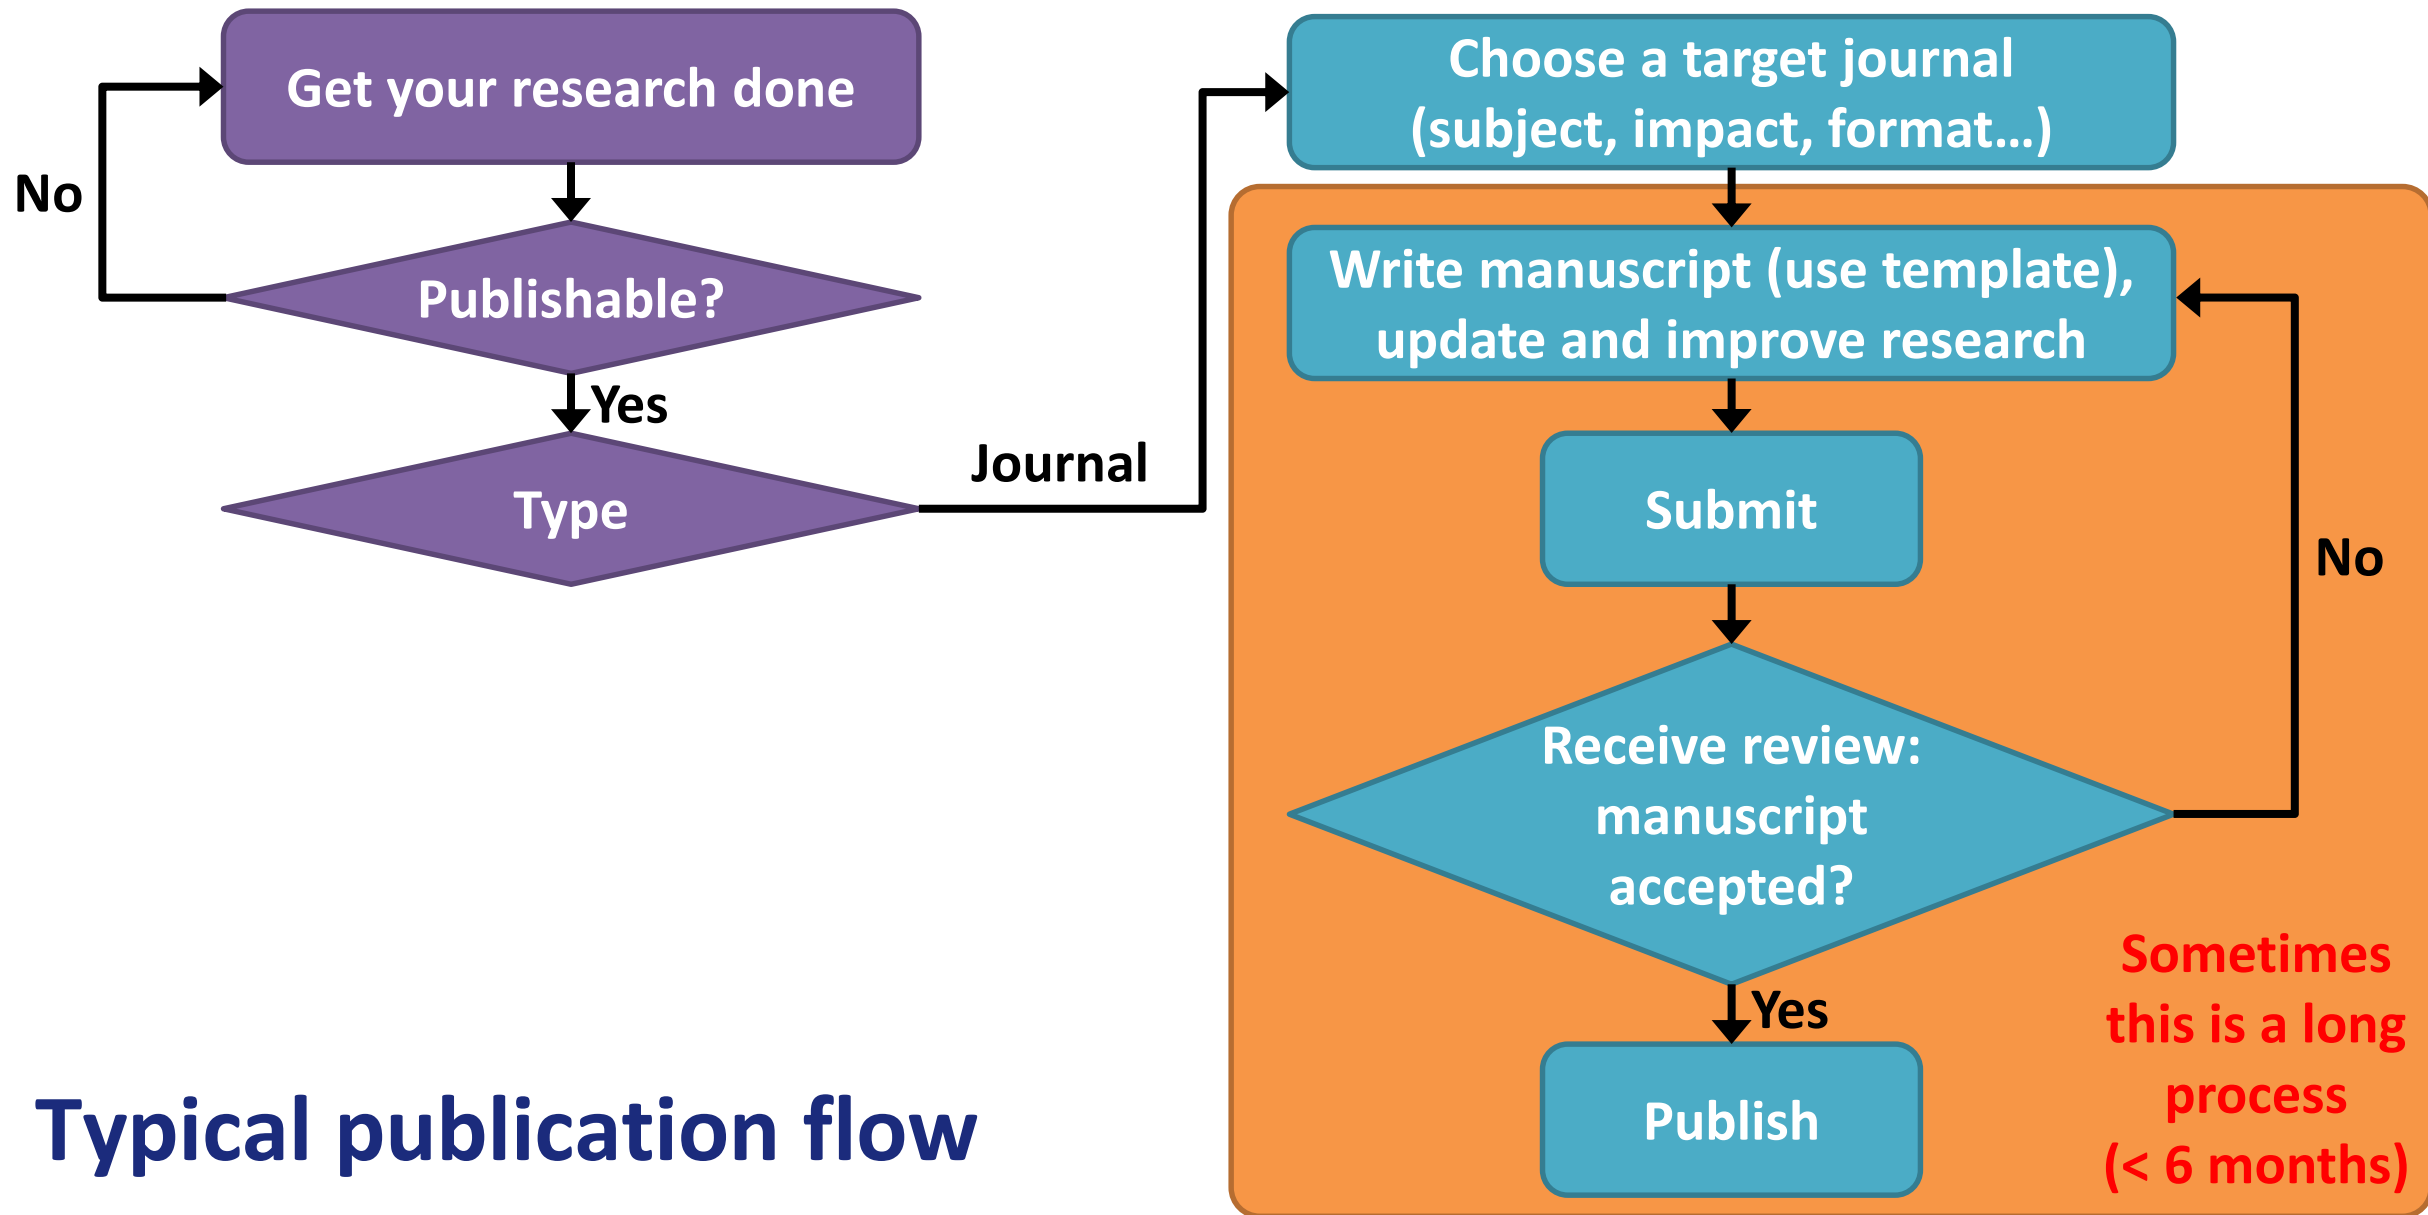 Get your research done
No
Publishable?
Yes
Type
Journal
Choose a target journal
(subject, impact, format...)
Write manuscript (use template),
update and improve research
Submit
No
Receive review:
manuscript
accepted?
Yes
Publish
Sometimes
this is a long
process
(< 6 months)
Typical publication flow